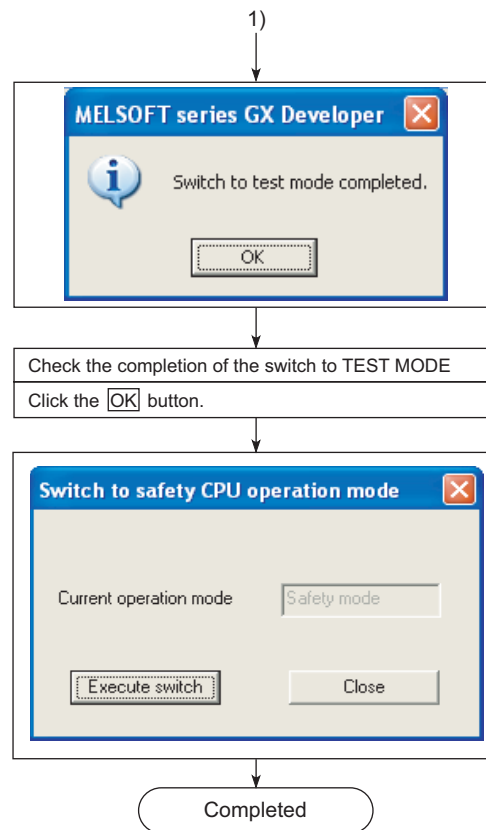 1)
MELSOFT series GX Developer
Switch to test mode completed.
OK
Check the completion of the switch to TEST MODE
Click the OK button.
Switch to safety CPU operation mode
Current operation mode Safety mode
Execute switch Close
Completed